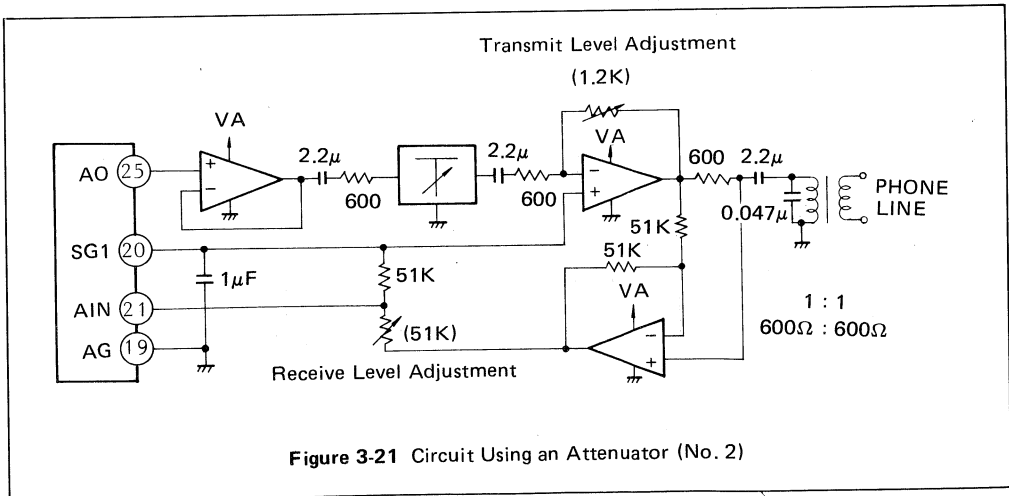 Transmit Level Adjustment
(1.2K)
VA
VA
AO 25
+
−
2.2μ
600
2.2μ
600
−
+
600
2.2μ
0.047μ
PHONE
LINE
51K
SG1 20
1μF
51K
51K
AIN 21
(51K)
VA
−
+
1 : 1
600Ω : 600Ω
AG 19
Receive Level Adjustment
Figure 3-21 Circuit Using an Attenuator (No. 2)